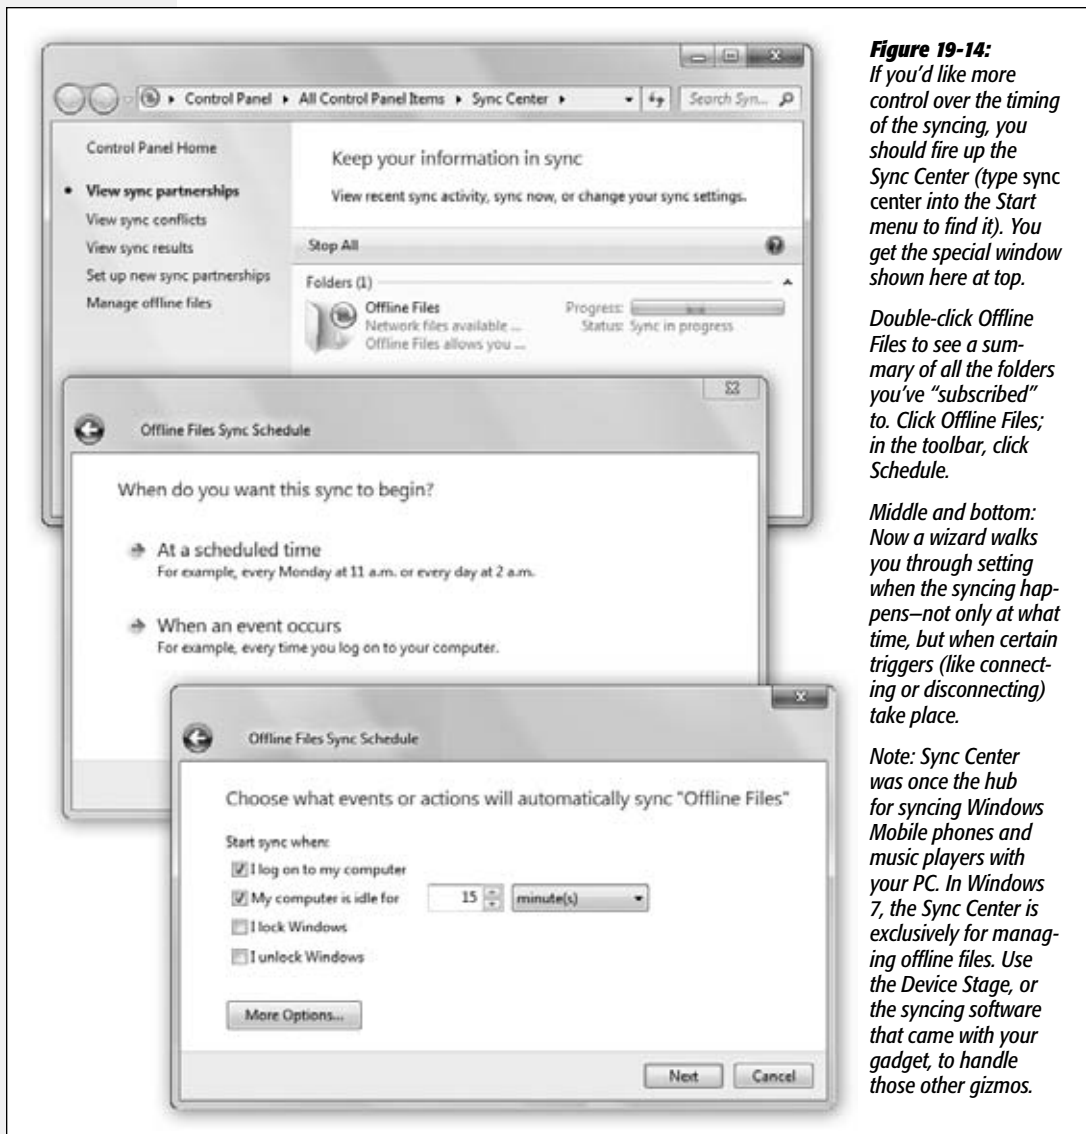 Control Panel ▸ All Control Panel Items ▸ Sync Center ▸
Search Syn...
Control Panel Home
• View sync partnerships
View sync conflicts
View sync results
Set up new sync partnerships
Manage offline files
Keep your information in sync
View recent sync activity, sync now, or change your sync settings.
Stop All
Folders (1)
Offline Files
Network files available ...
Offline Files allows you ...
Progress:
Status: Sync in progress
Offline Files Sync Schedule
When do you want this sync to begin?
At a scheduled time
For example, every Monday at 11 a.m. or every day at 2 a.m.
When an event occurs
For example, every time you log on to your computer.
Offline Files Sync Schedule
Choose what events or actions will automatically sync "Offline Files"
Start sync when:
I log on to my computer
My computer is idle for 15 minute(s)
I lock Windows
I unlock Windows
More Options...
Next Cancel
Figure 19-14:
If you’d like more
control over the timing
of the syncing, you
should fire up the
Sync Center (type sync
center into the Start
menu to find it). You
get the special window
shown here at top.
Double-click Offline
Files to see a sum-
mary of all the folders
you’ve “subscribed”
to. Click Offline Files;
in the toolbar, click
Schedule.
Middle and bottom:
Now a wizard walks
you through setting
when the syncing hap-
pens—not only at what
time, but when certain
triggers (like connect-
ing or disconnecting)
take place.
Note: Sync Center
was once the hub
for syncing Windows
Mobile phones and
music players with
your PC. In Windows
7, the Sync Center is
exclusively for manag-
ing offline files. Use
the Device Stage, or
the syncing software
that came with your
gadget, to handle
those other gizmos.